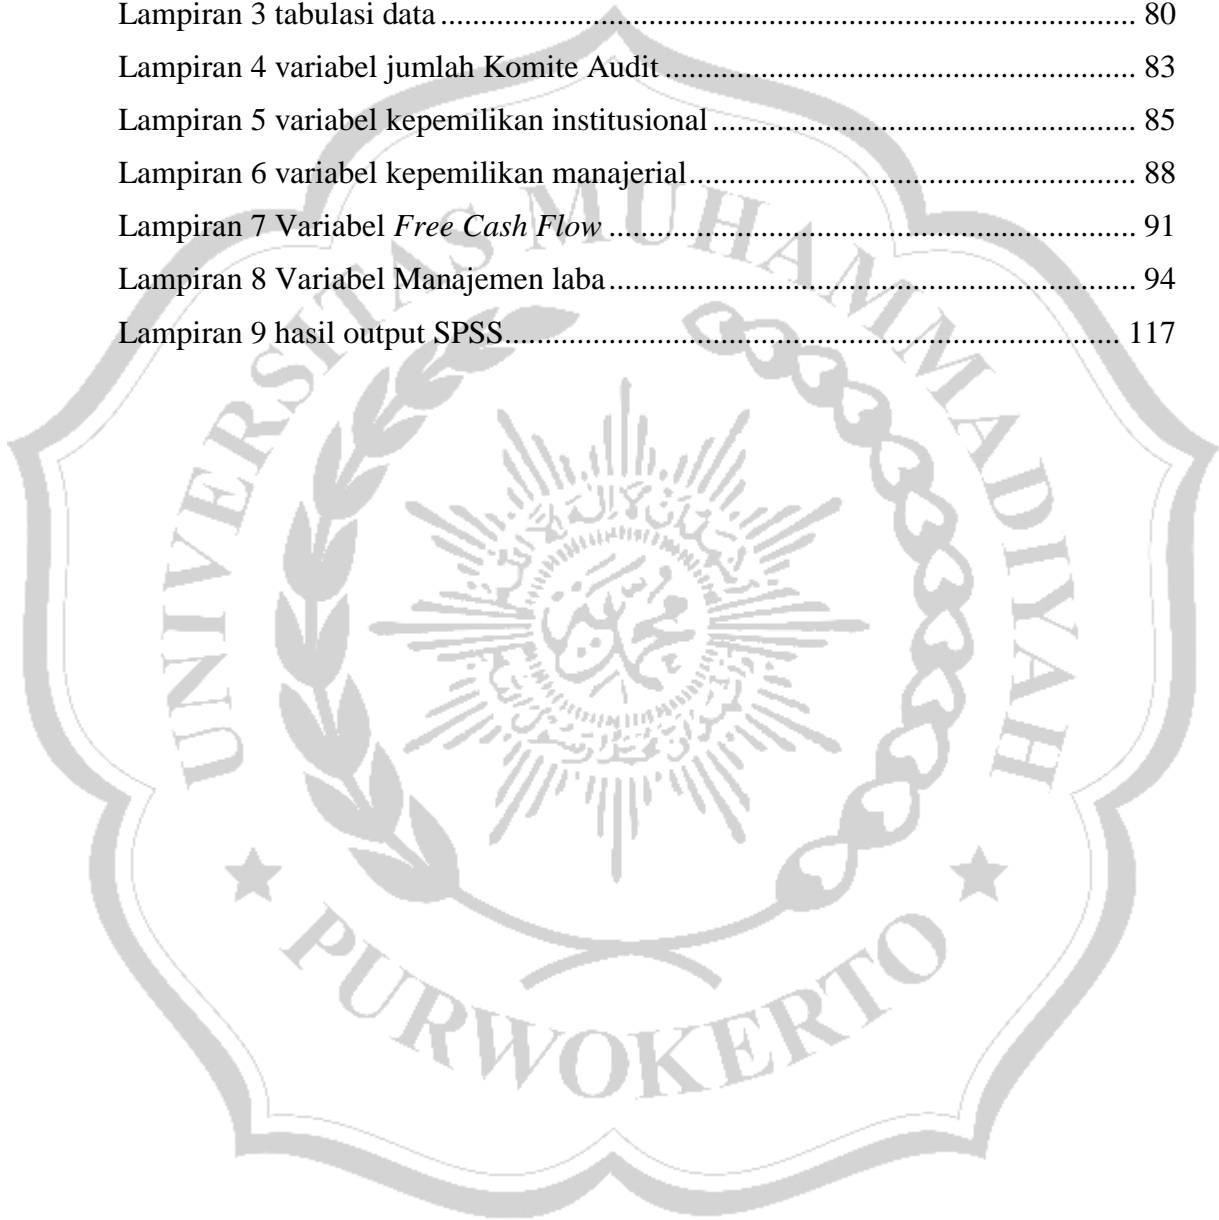 Lampiran 3 tabulasi data ........................................................................................ 80
Lampiran 4 variabel jumlah Komite Audit ........................................................... 83
Lampiran 5 variabel kepemilikan institusional ..................................................... 85
Lampiran 6 variabel kepemilikan manajerial........................................................ 88
Lampiran 7 Variabel Free Cash Flow .................................................................. 91
Lampiran 8 Variabel Manajemen laba.................................................................. 94
Lampiran 9 hasil output SPSS............................................................................. 117
UNIVERSITAS MUHAMMADIYAH
PURWOKERTO